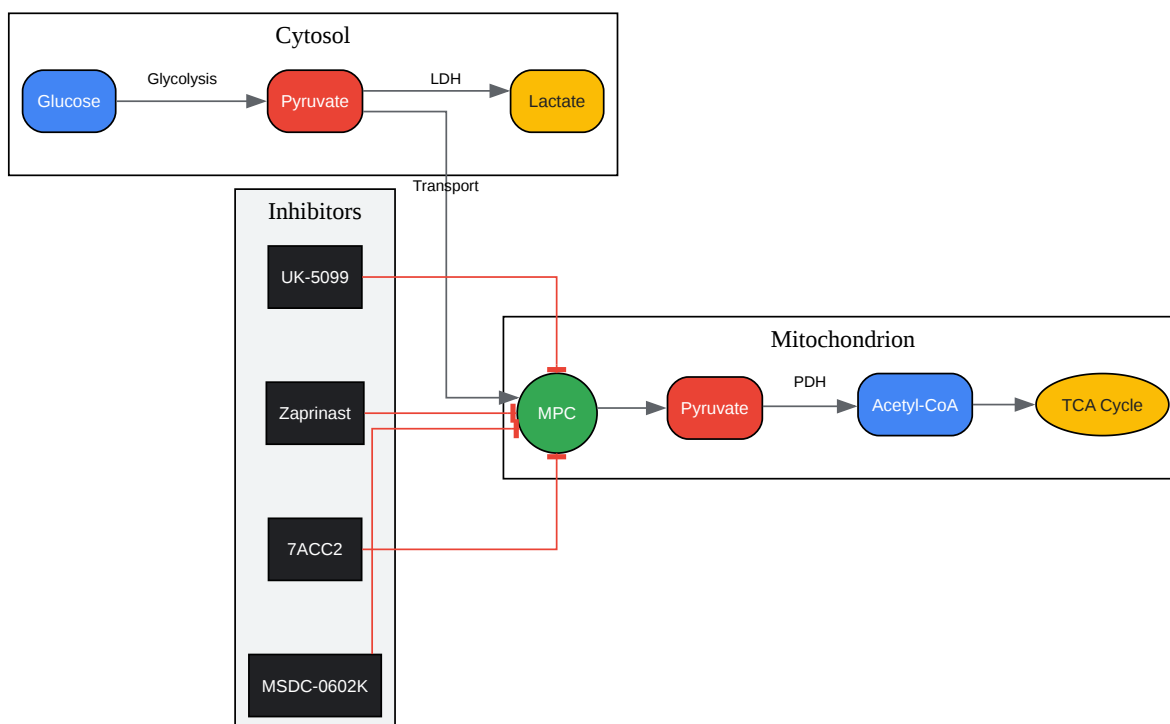 Cytosol
Glycolysis
LDH
Glucose
Pyruvate
Lactate
Transport
Inhibitors
UK-5099
Zaprinast
7ACC2
MSDC-0602K
Mitochondrion
MPC
Pyruvate
PDH
Acetyl-CoA
TCA Cycle